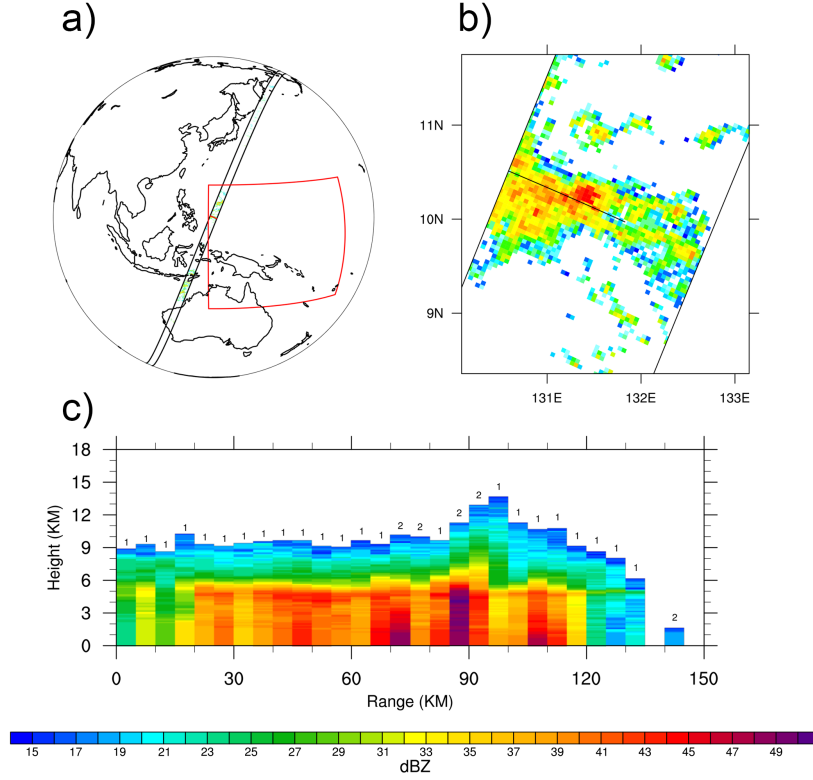 a)
b)
11N
10N
9N
131E 132E 133E
c)
Height (KM)
18
15
12
9
6
3
0
1 1 1 1 1 1 1 1 1 1 1 1 1 1 2 2 1 2 2 1 1 1 1 1 1 1 1 2
0 30 60 90 120 150
Range (KM)
15 17 19 21 23 25 27 29 31 33 35 37 39 41 43 45 47 49
dBZ